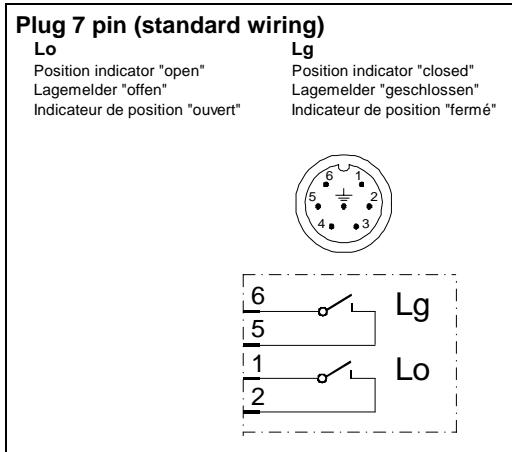 Plug 7 pin (standard wiring)
Lo
Position indicator "open"
Lagemelder "offen"
Indicateur de position "ouvert"
Lg
Position indicator "closed"
Lagemelder "geschlossen"
Indicateur de position "fermé"
6 1
5 2
4 3
6 Lg
5
1 Lo
2